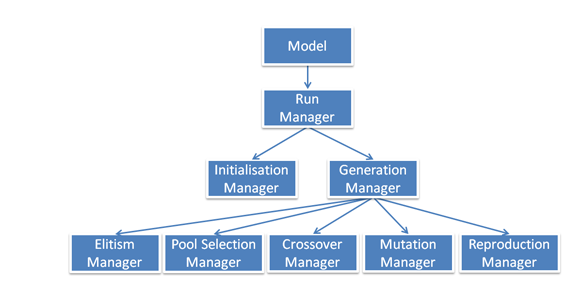 Model
Run
Manager
Initialisation
Manager
Generation
Manager
Elitism
Manager
Pool Selection
Manager
Crossover
Manager
Mutation
Manager
Reproduction
Manager